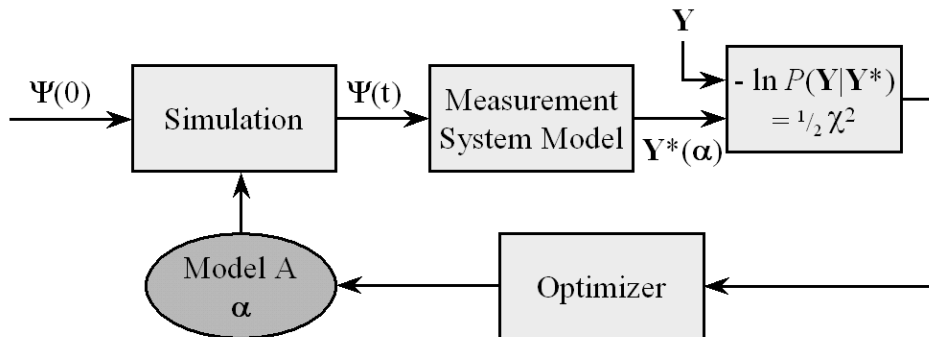 Y
Ψ(0)
Simulation
Ψ(t)
Measurement
System Model
Y*(α)
- ln P(Y|Y*)
= ¹/₂ χ²
Model A
α
Optimizer